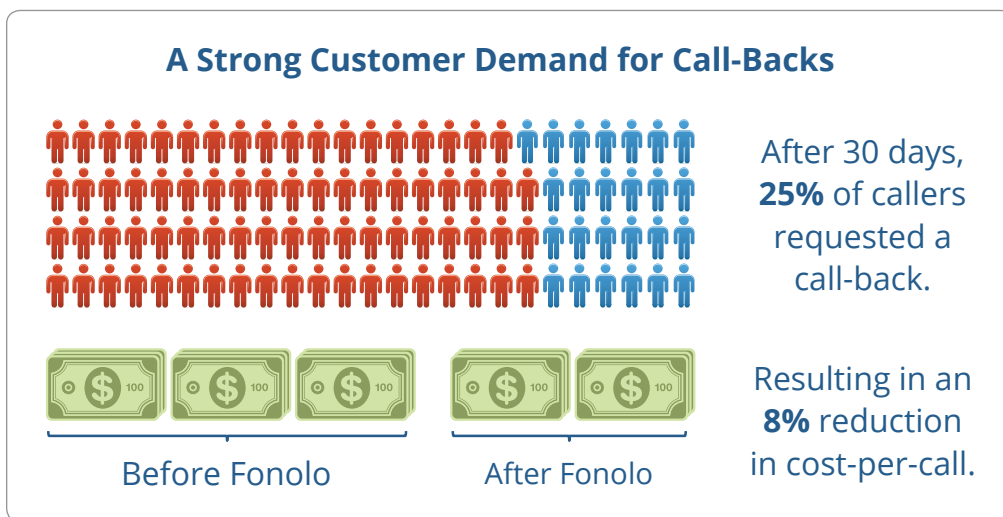 A Strong Customer Demand for Call-Backs
After 30 days,
25% of callers
requested a
call-back.
$ 100
$ 100
$ 100
$ 100
$ 100
Before Fonolo
After Fonolo
Resulting in an
8% reduction
in cost-per-call.